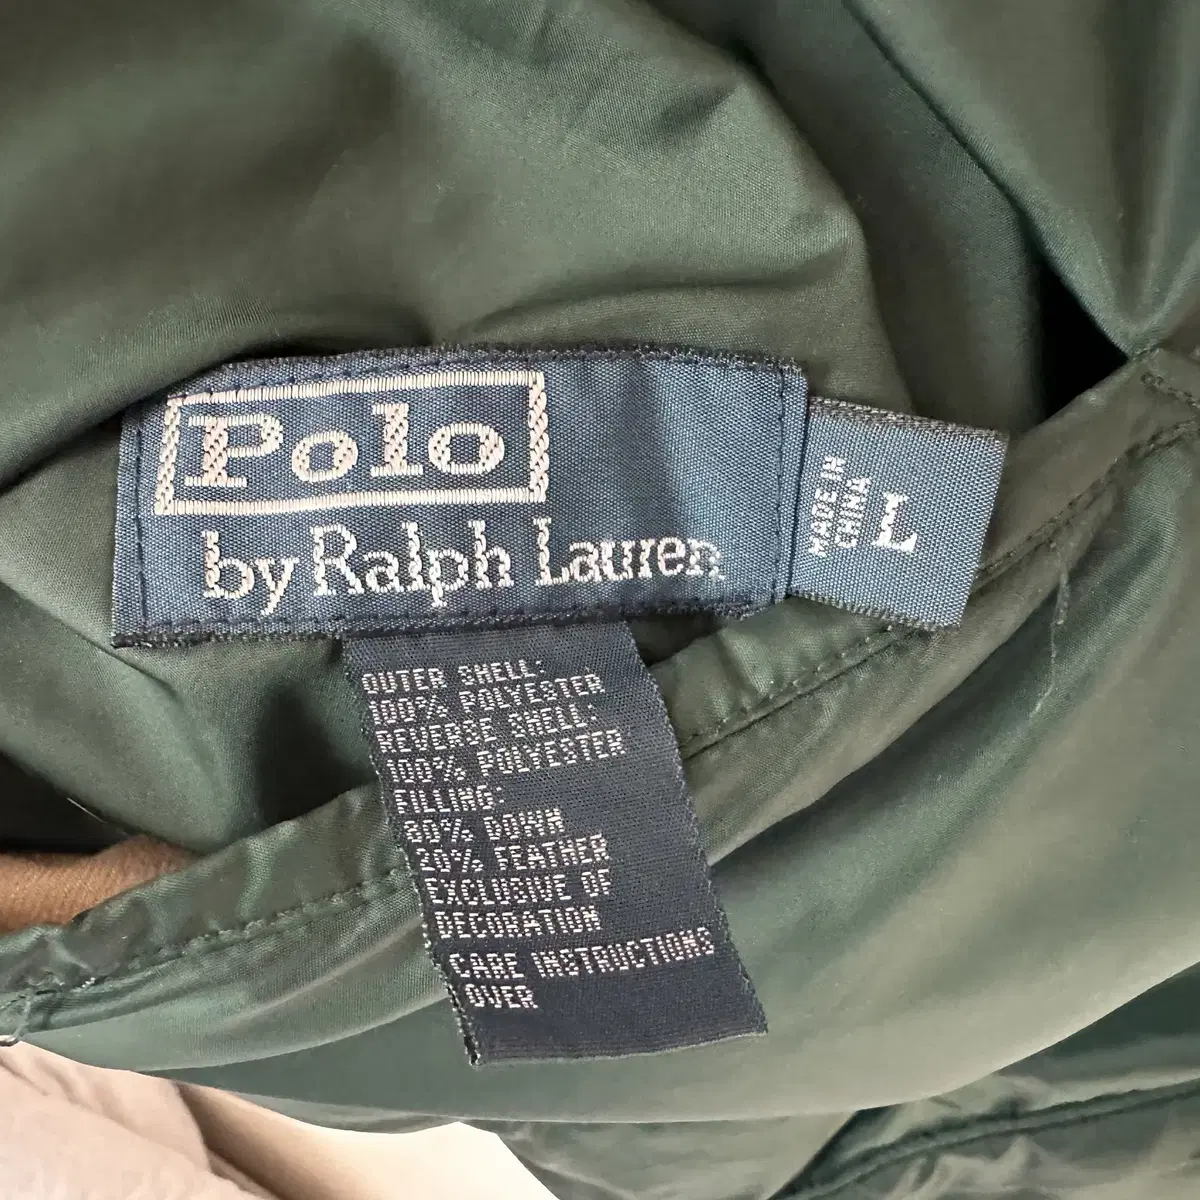 Polo
by Ralph Lauren
MADE IN
CHINA
L
OUTER SHELL:
100% POLYESTER
REVERSE SHELL:
100% POLYESTER
FILLING:
80% DOWN
20% FEATHER
EXCLUSIVE OF
DECORATION
CARE INSTRUCTIONS
OVER